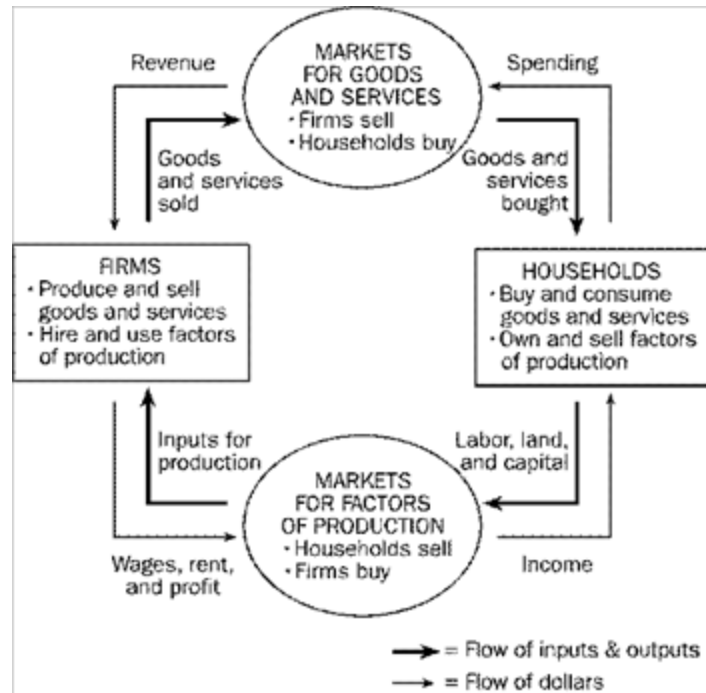 MARKETS
FOR GOODS
AND SERVICES
· Firms sell
· Households buy
Revenue
Spending
Goods
and services
sold
Goods and
services
bought
FIRMS
· Produce and sell
goods and services
· Hire and use factors
of production
HOUSEHOLDS
· Buy and consume
goods and services
· Own and sell factors
of production
Inputs for
production
Labor, land,
and capital
MARKETS
FOR FACTORS
OF PRODUCTION
· Households sell
· Firms buy
Wages, rent,
and profit
Income
= Flow of inputs & outputs
= Flow of dollars